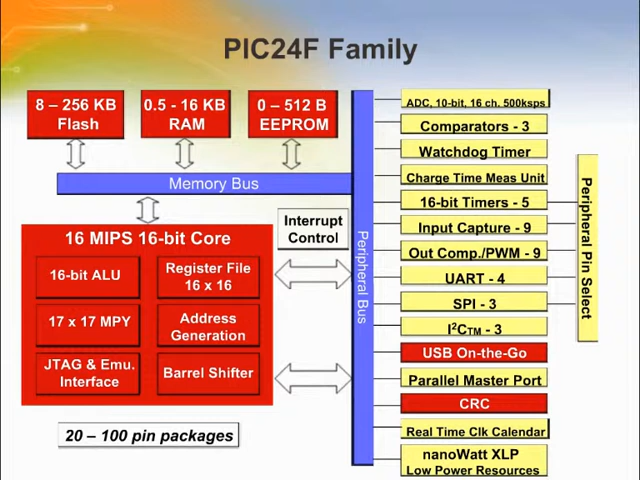 PIC24F Family
8 – 256 KB
Flash
0.5 - 16 KB
RAM
0 – 512 B
EEPROM
Memory Bus
16 MIPS 16-bit Core
16-bit ALU
Register File
16 x 16
17 x 17 MPY
Address
Generation
JTAG & Emu.
Interface
Barrel Shifter
20 – 100 pin packages
Interrupt
Control
Peripheral Bus
ADC, 10-bit, 16 ch. 500ksps
Comparators - 3
Watchdog Timer
Charge Time Meas Unit
16-bit Timers - 5
Input Capture - 9
Out Comp./PWM - 9
UART - 4
SPI - 3
I²C™ - 3
USB On-the-Go
Parallel Master Port
CRC
Real Time Clk Calendar
nanoWatt XLP
Low Power Resources
Peripheral Pin Select